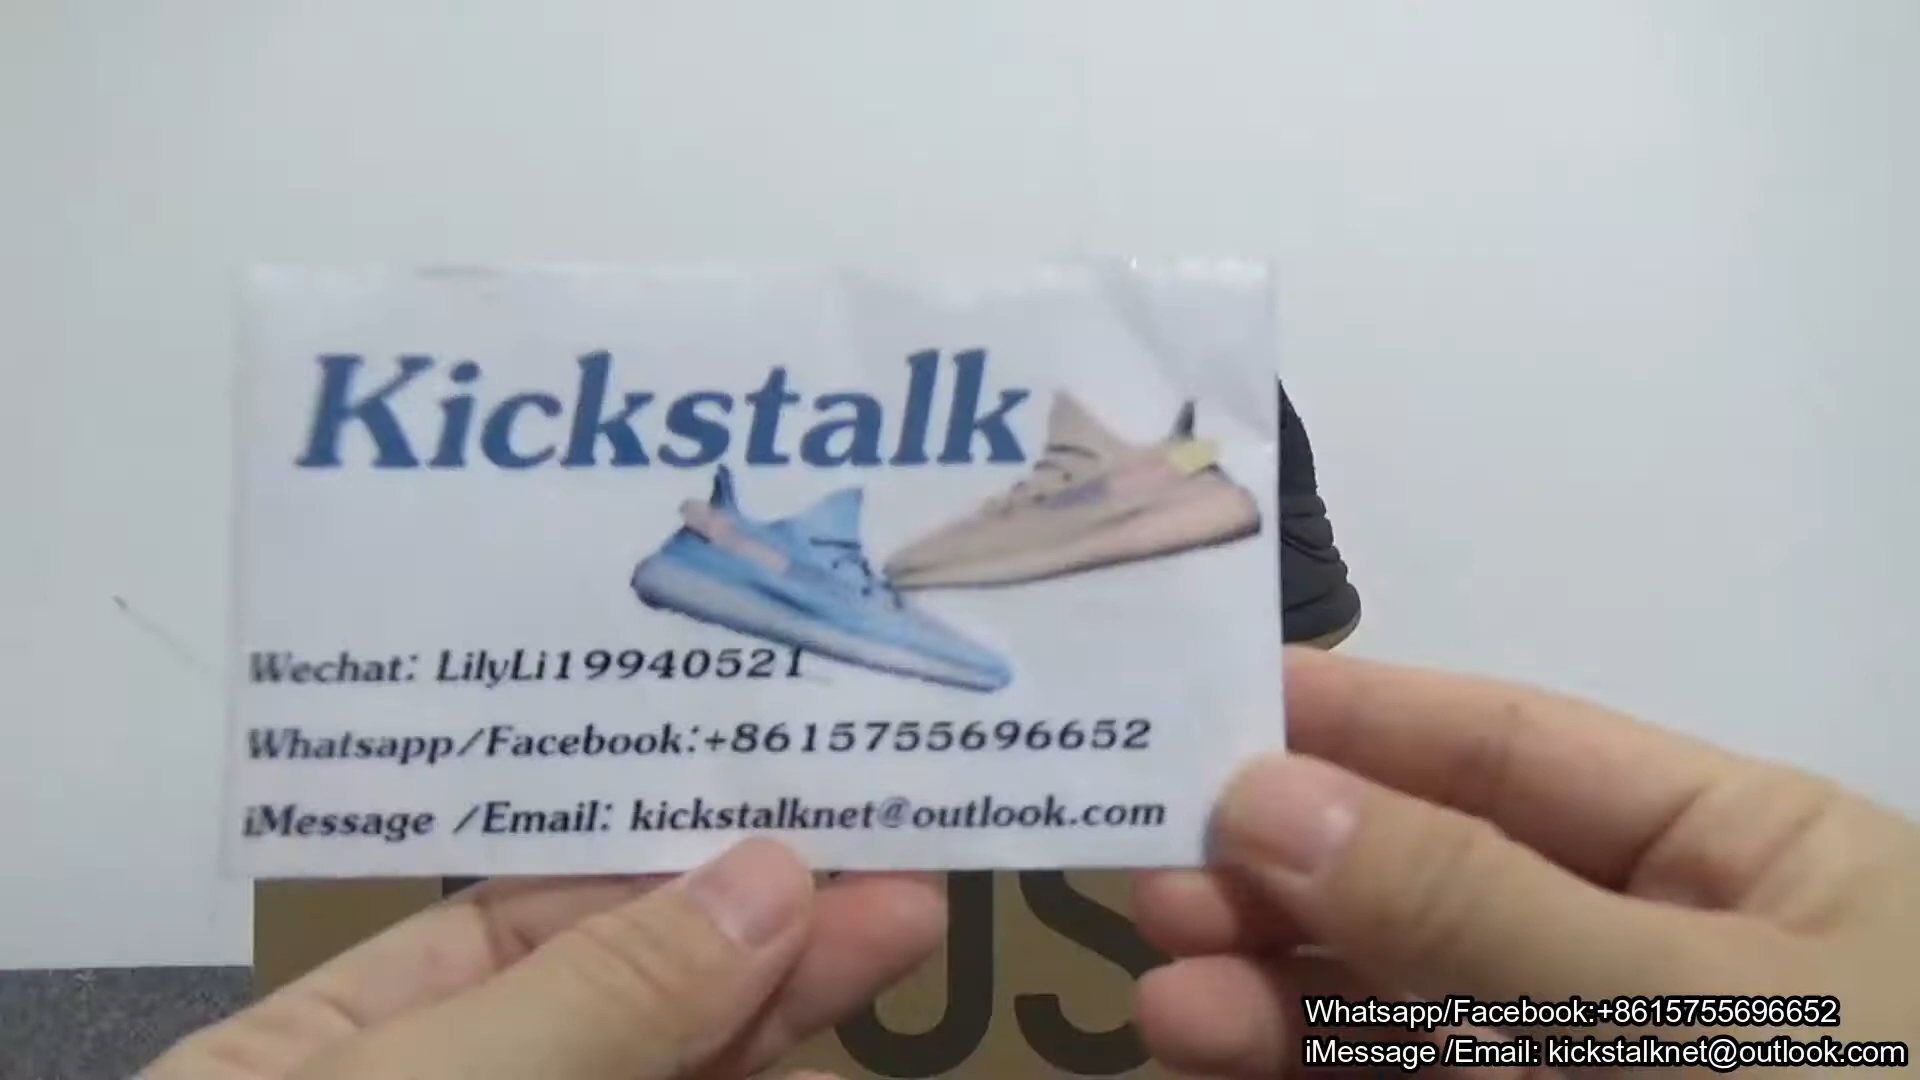 Kickstalk
Wechat: LilyLi19940521
Whatsapp/Facebook:+8615755696652
iMessage /Email: kickstalknet@outlook.com
US
Whatsapp/Facebook:+8615755696652
iMessage /Email: kickstalknet@outlook.com